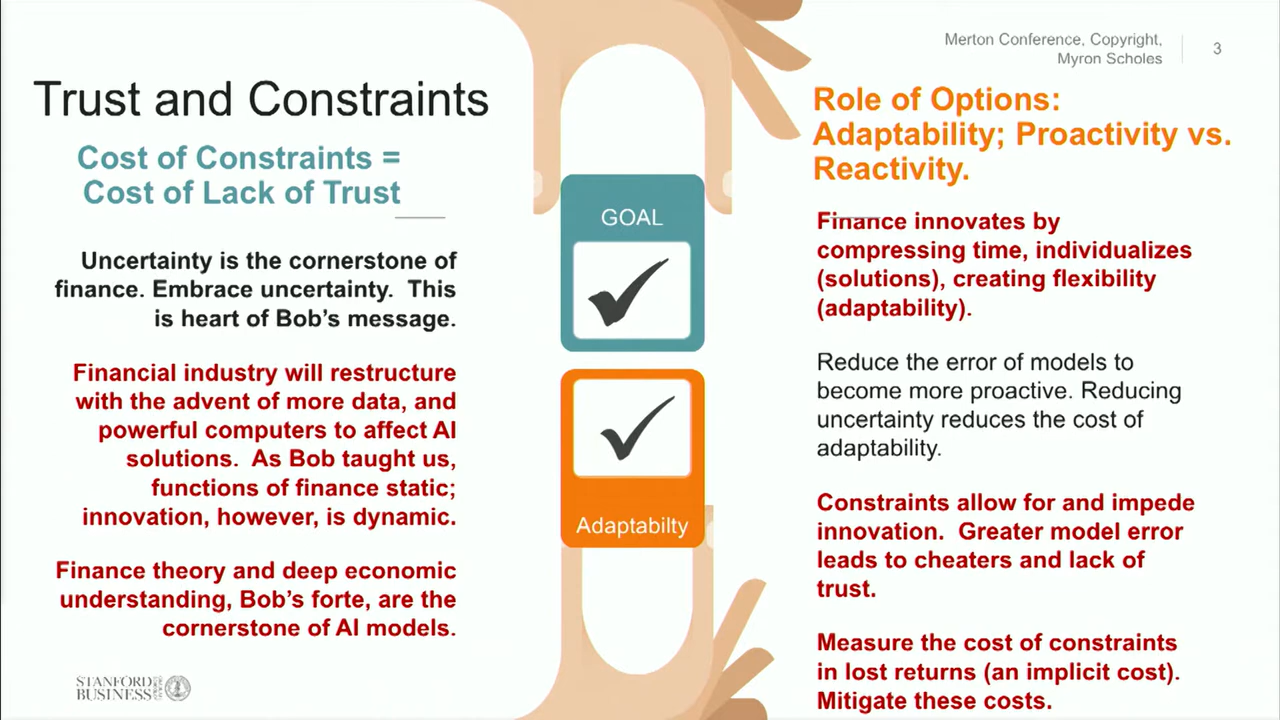 Merton Conference, Copyright,
Myron Scholes
3
Trust and Constraints
Cost of Constraints =
Cost of Lack of Trust
Uncertainty is the cornerstone of
finance. Embrace uncertainty.  This
is heart of Bob’s message.
Financial industry will restructure
with the advent of more data, and
powerful computers to affect AI
solutions.  As Bob taught us,
functions of finance static;
innovation, however, is dynamic.
Finance theory and deep economic
understanding, Bob’s forte, are the
cornerstone of AI models.
STANFORD
BUSINESS
GOAL
Adaptabilty
Role of Options:
Adaptability; Proactivity vs.
Reactivity.
Finance innovates by
compressing time, individualizes
(solutions), creating flexibility
(adaptability).
Reduce the error of models to
become more proactive. Reducing
uncertainty reduces the cost of
adaptability.
Constraints allow for and impede
innovation.  Greater model error
leads to cheaters and lack of
trust.
Measure the cost of constraints
in lost returns (an implicit cost).
Mitigate these costs.